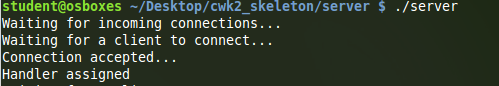 student@osboxes ~/Desktop/cwk2_skeleton/server $ ./server
Waiting for incoming connections...
Waiting for a client to connect...
Connection accepted...
Handler assigned